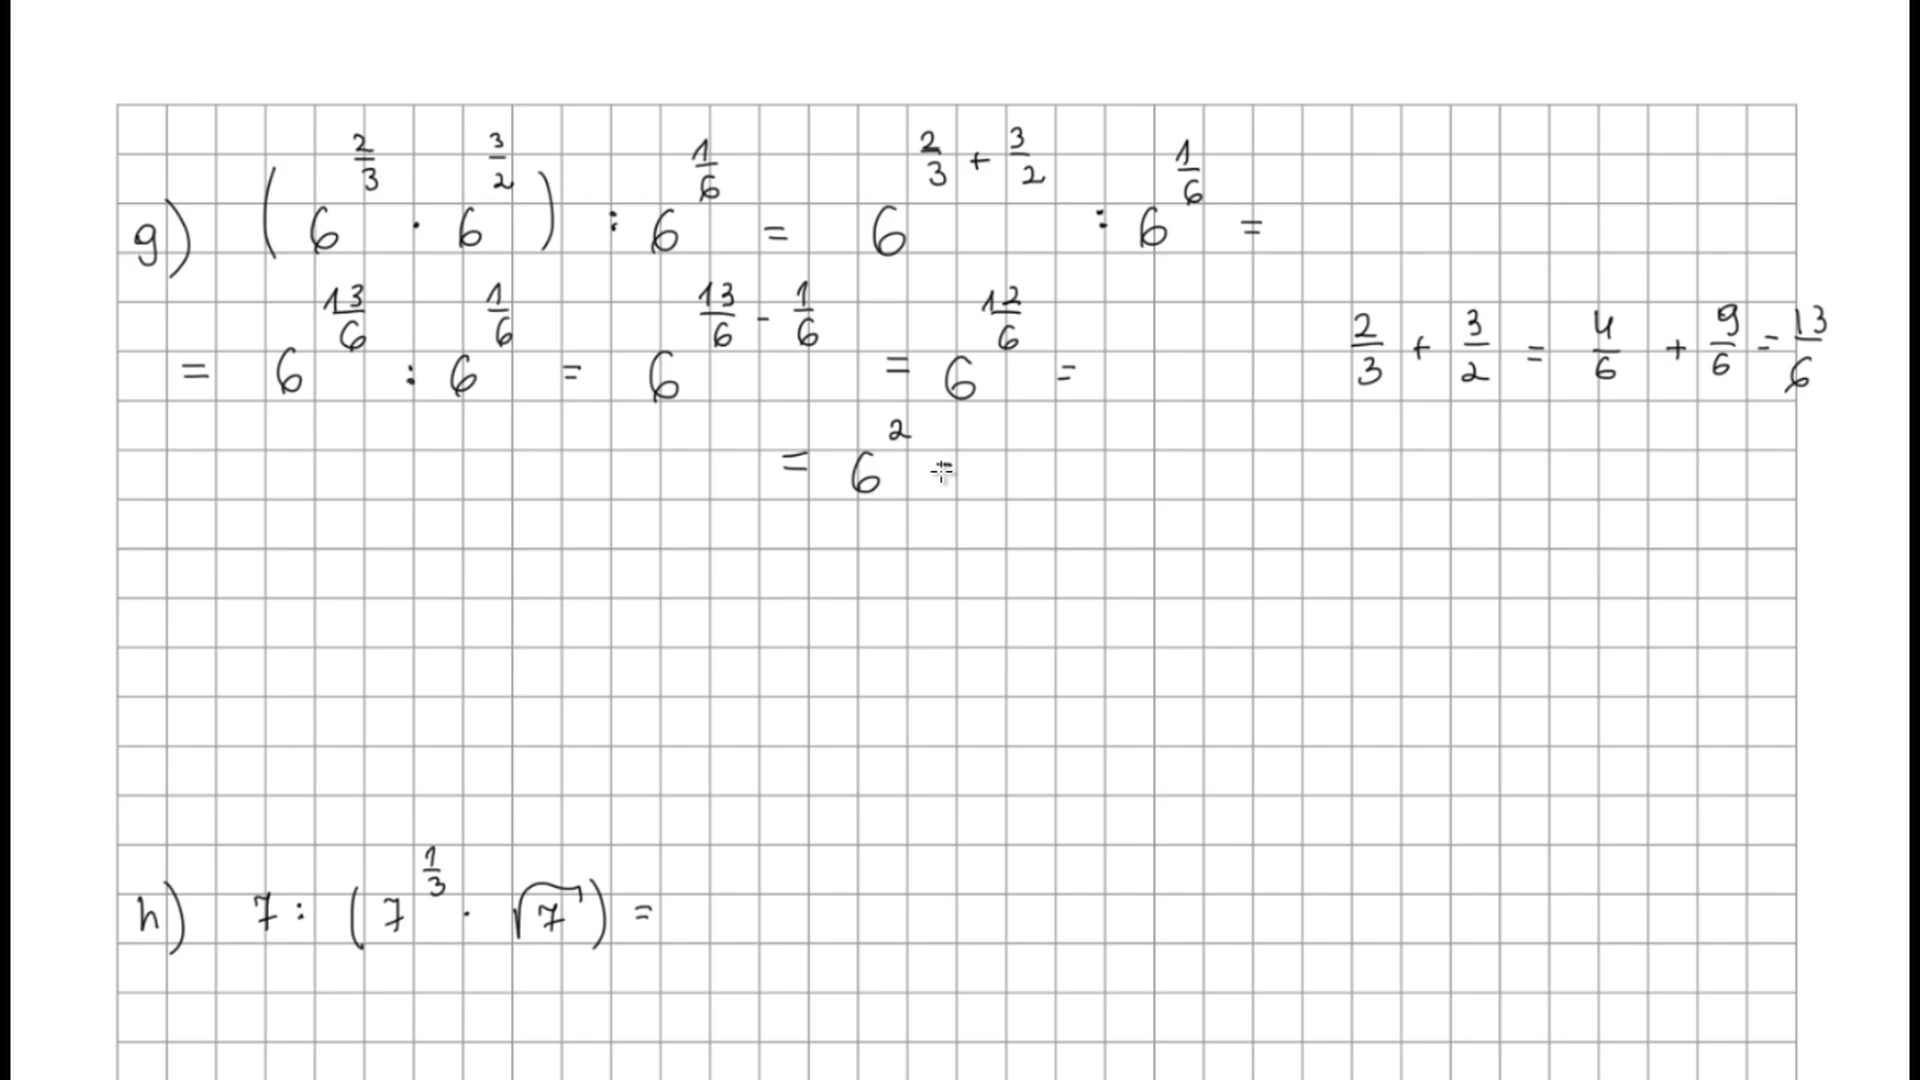 g) (6^{2/3} · 6^{3/2}) : 6^{1/6} = 6^{2/3 + 3/2} : 6^{1/6} =
= 6^{13/6} : 6^{1/6} = 6^{13/6 - 1/6} = 6^{12/6} =
2/3 + 3/2 = 4/6 + 9/6 = 13/6
= 6^2 =
h) 7 : (7^{1/3} · √7) =